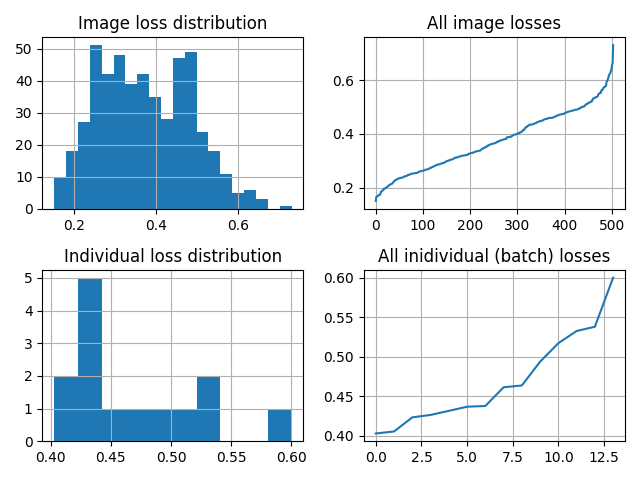 Image loss distribution
50
40
30
20
10
0
0.2 0.4 0.6
All image losses
0.6
0.4
0.2
0 100 200 300 400 500
Individual loss distribution
5
4
3
2
1
0
0.40 0.45 0.50 0.55 0.60
All inidividual (batch) losses
0.60
0.55
0.50
0.45
0.40
0.0 2.5 5.0 7.5 10.0 12.5